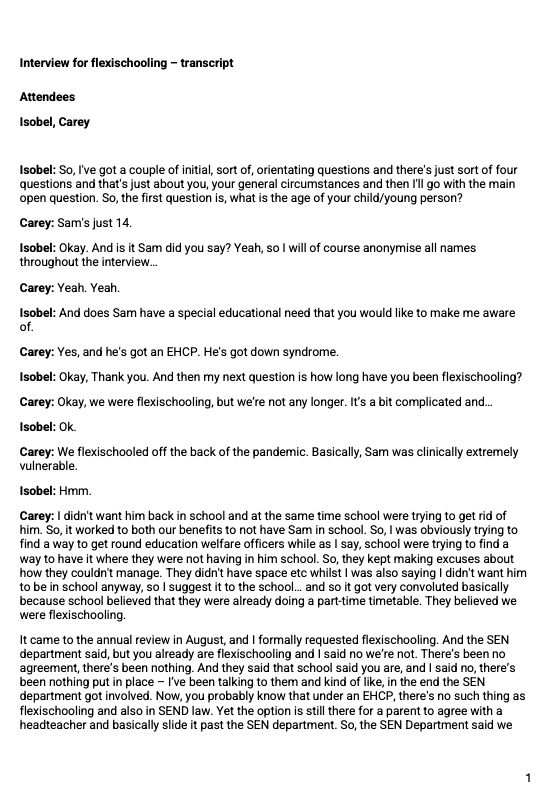 Interview for flexischooling – transcript
Attendees
Isobel, Carey
Isobel: So, I've got a couple of initial, sort of, orientating questions and there's just sort of four
questions and that's just about you, your general circumstances and then I'll go with the main
open question. So, the first question is, what is the age of your child/young person?
Carey: Sam's just 14.
Isobel: Okay. And is it Sam did you say? Yeah, so I will of course anonymise all names
throughout the interview…
Carey: Yeah. Yeah.
Isobel: And does Sam have a special educational need that you would like to make me aware
of.
Carey: Yes, and he's got an EHCP. He's got down syndrome.
Isobel: Okay, Thank you. And then my next question is how long have you been flexischooling?
Carey: Okay, we were flexischooling, but we're not any longer. It's a bit complicated and…
Isobel: Ok.
Carey: We flexischooled off the back of the pandemic. Basically, Sam was clinically extremely
vulnerable.
Isobel: Hmm.
Carey: I didn't want him back in school and at the same time school were trying to get rid of
him. So, it worked to both our benefits to not have Sam in school. So, I was obviously trying to
find a way to get round education welfare officers while as I say, school were trying to find a
way to have it where they were not having in him school. So, they kept making excuses about
how they couldn't manage. They didn't have space etc whilst I was also saying I didn't want him
to be in school anyway, so I suggest it to the school… and so it got very convoluted basically
because school believed that they were already doing a part-time timetable. They believed we
were flexischooling.
It came to the annual review in August, and I formally requested flexischooling. And the SEN
department said, but you already are flexischooling and I said no we're not. There's been no
agreement, there's been nothing. And they said that school said you are, and I said no, there's
been nothing put in place – I've been talking to them and kind of like, in the end the SEN
department got involved. Now, you probably know that under an EHCP, there's no such thing as
flexischooling and also in SEND law. Yet the option is still there for a parent to agree with a
headteacher and basically slide it past the SEN department. So, the SEN Department said we
1